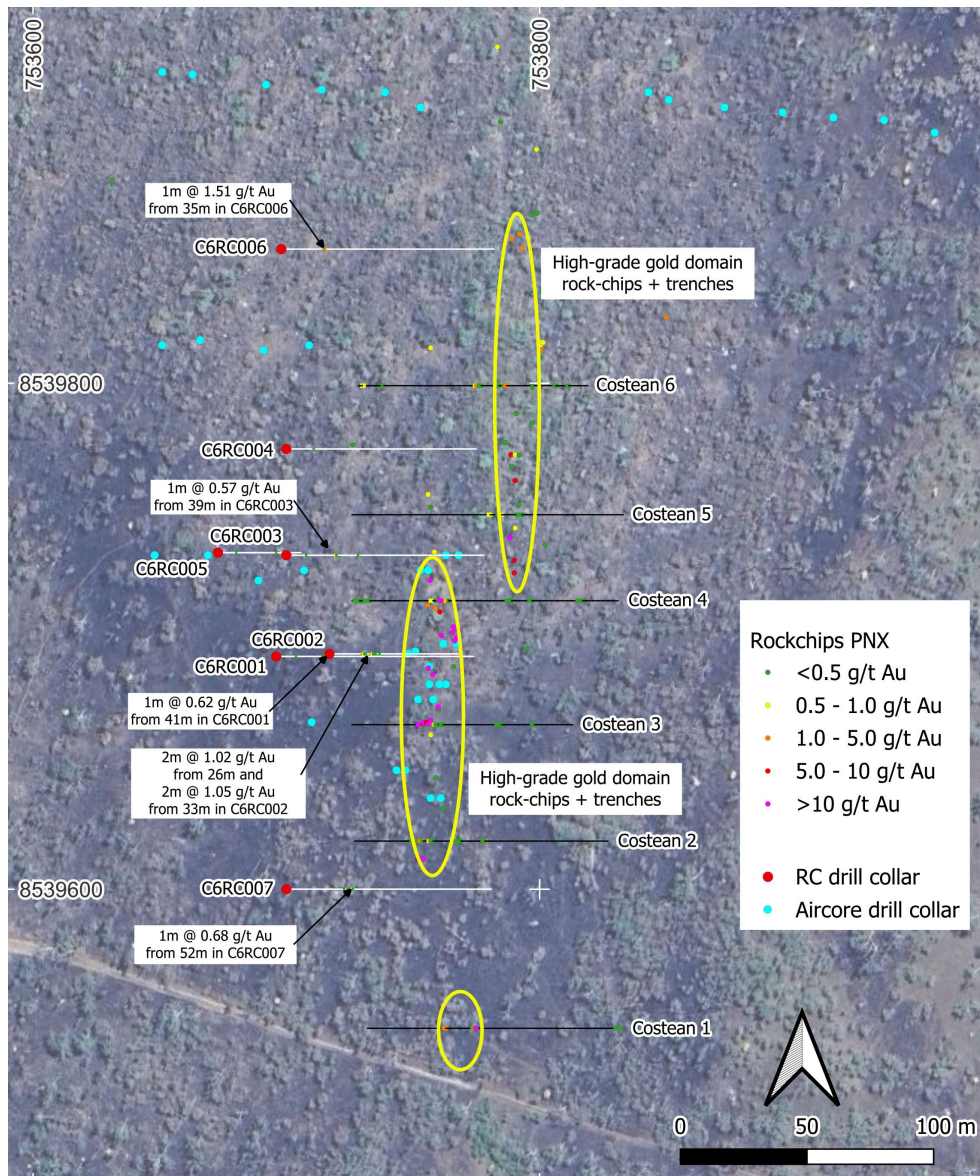 753600
753800
1m @ 1.51 g/t Au
from 35m in C6RC006
C6RC006
High-grade gold domain
rock-chips + trenches
8539800
Costean 6
C6RC004
1m @ 0.57 g/t Au
from 39m in C6RC003
Costean 5
C6RC003
C6RC005
Costean 4
C6RC002
C6RC001
1m @ 0.62 g/t Au
from 41m in C6RC001
Costean 3
2m @ 1.02 g/t Au
from 26m and
2m @ 1.05 g/t Au
from 33m in C6RC002
High-grade gold domain
rock-chips + trenches
Costean 2
8539600
C6RC007
1m @ 0.68 g/t Au
from 52m in C6RC007
Costean 1
Rockchips PNX
<0.5 g/t Au
0.5 - 1.0 g/t Au
1.0 - 5.0 g/t Au
5.0 - 10 g/t Au
>10 g/t Au
RC drill collar
Aircore drill collar
0 50 100 m